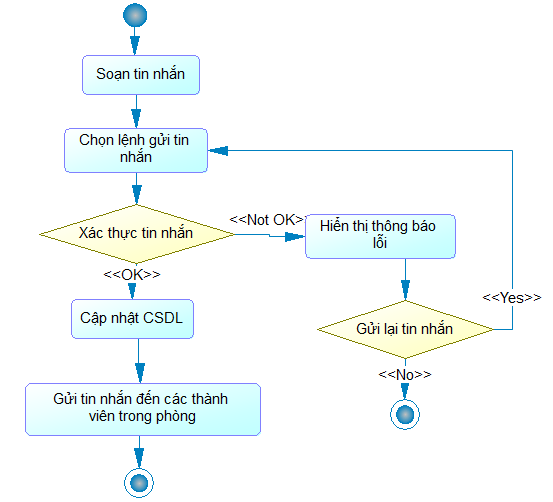 Soạn tin nhắn
Chọn lệnh gửi tin
nhắn
Xác thực tin nhắn
<<Not OK>
Hiển thị thông báo
lỗi
<<OK>>
<<Yes>>
Cập nhật CSDL
Gửi lại tin nhắn
<<No>>
Gửi tin nhắn đến các thành
viên trong phòng